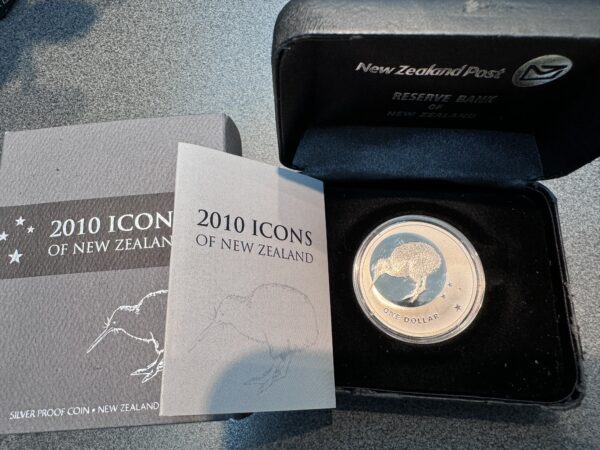 New Zealand Post
RESERVE BANK
OF
NEW ZEALAND
2010 ICONS
OF NEW ZEALAN
SILVER PROOF COIN • NEW ZEALAND
2010 ICONS
OF NEW ZEALAND
ONE DOLLAR